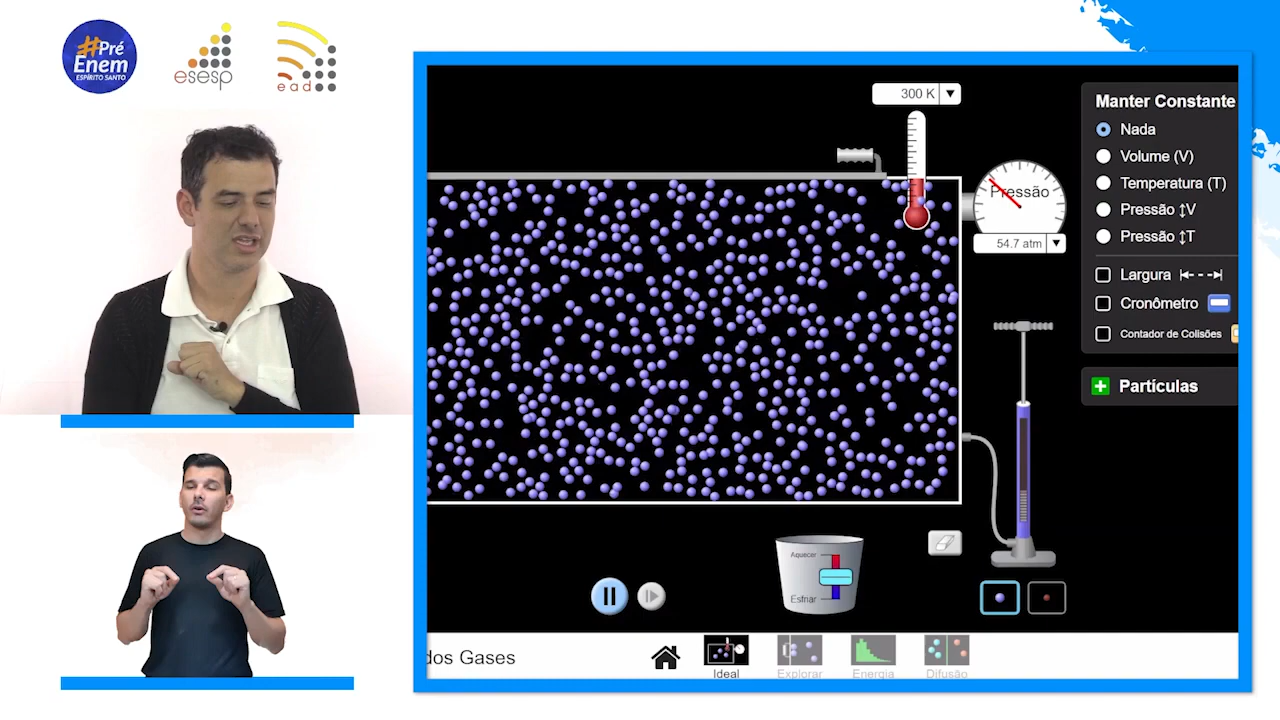 #Pré
Enem
ESPÍRITO SANTO
esesp
ead
300 K
Pressão
54.7 atm
Manter Constante
Nada
Volume (V)
Temperatura (T)
Pressão ↕V
Pressão ↕T
Largura
Cronômetro
Contador de Colisões
Partículas
Aquecer
Esfriar
dos Gases
Ideal
Explorar
Energia
Difusão